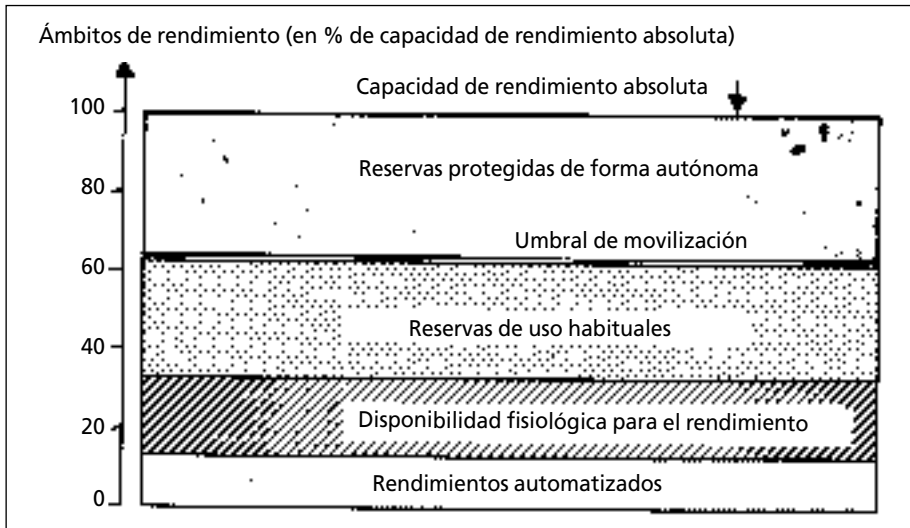 Ámbitos de rendimiento (en % de capacidad de rendimiento absoluta)
Capacidad de rendimiento absoluta
100
Reservas protegidas de forma autónoma
80
Umbral de movilización
60
Reservas de uso habituales
40
Disponibilidad fisiológica para el rendimiento
20
Rendimientos automatizados
0